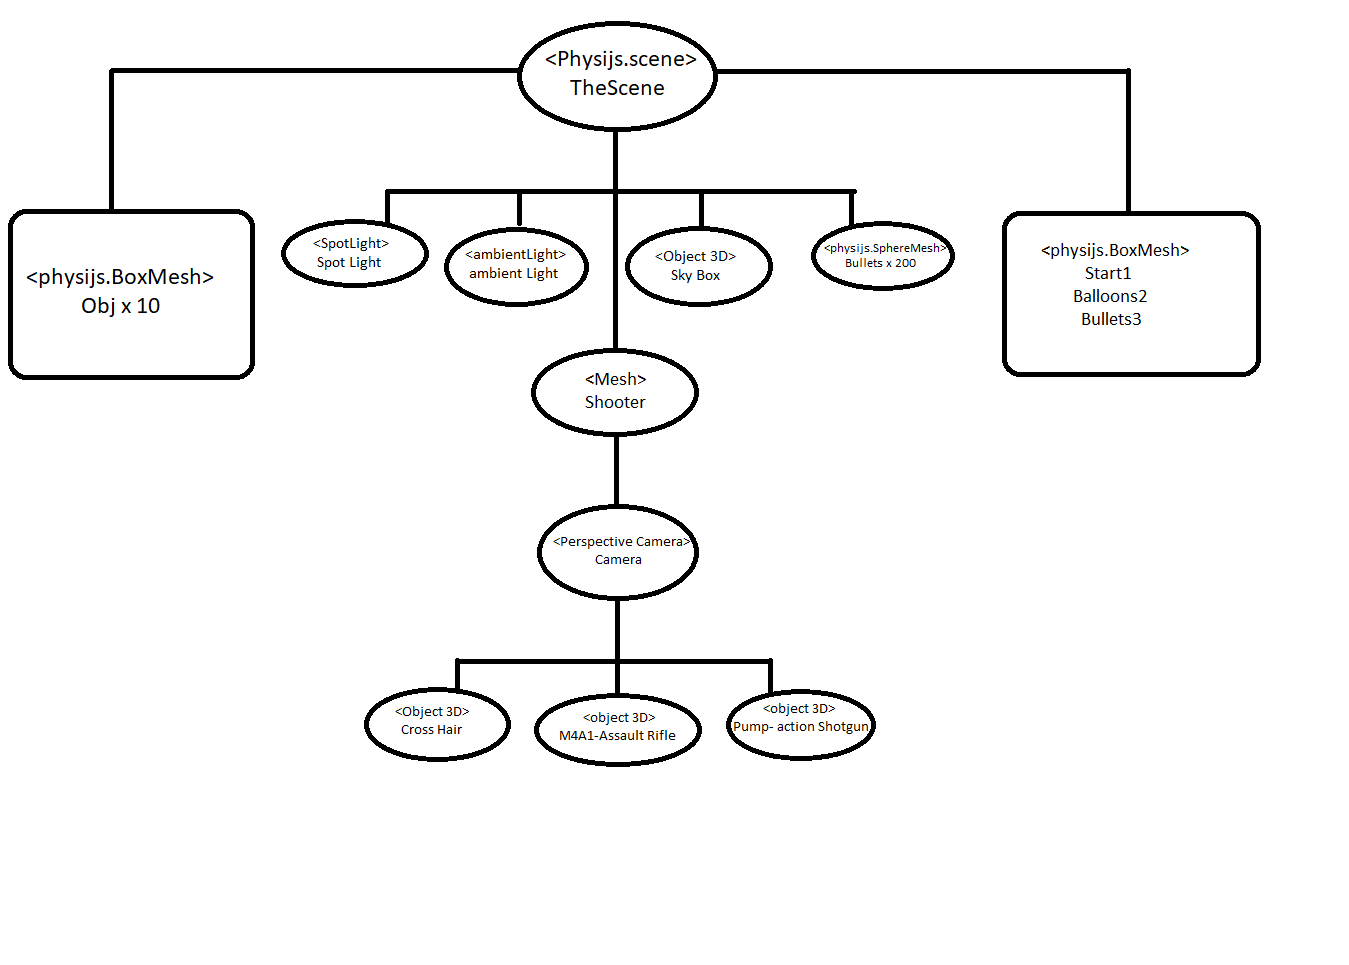 <Physijs.scene>
TheScene
<physijs.BoxMesh>
Obj x 10
<SpotLight>
Spot Light
<ambientLight>
ambient Light
<Object 3D>
Sky Box
<physijs.SphereMesh>
Bullets x 200
<physijs.BoxMesh>
Start1
Balloons2
Bullets3
<Mesh>
Shooter
<Perspective Camera>
Camera
<Object 3D>
Cross Hair
<object 3D>
M4A1-Assault Rifle
<object 3D>
Pump- action Shotgun